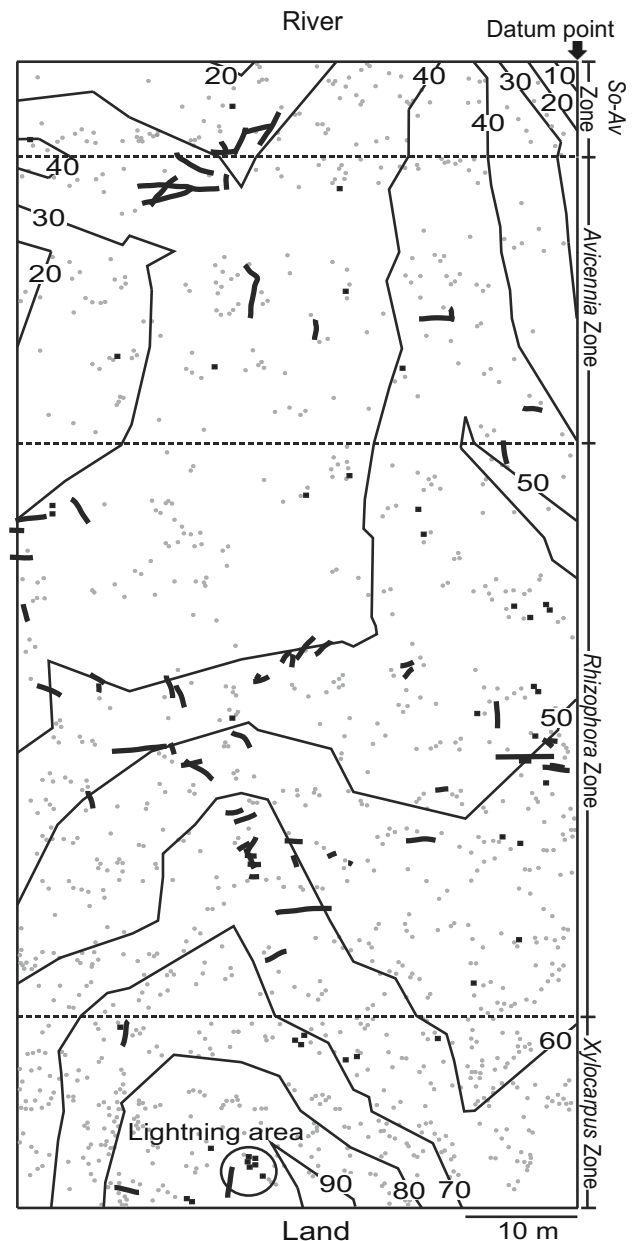 River
Datum point
20
40
30
10
20
So-Av
Zone
40
40
30
20
Avicennia Zone
50
Rhizophora Zone
50
60
Xylocarpus Zone
Lightning area
90
80
70
Land
10 m